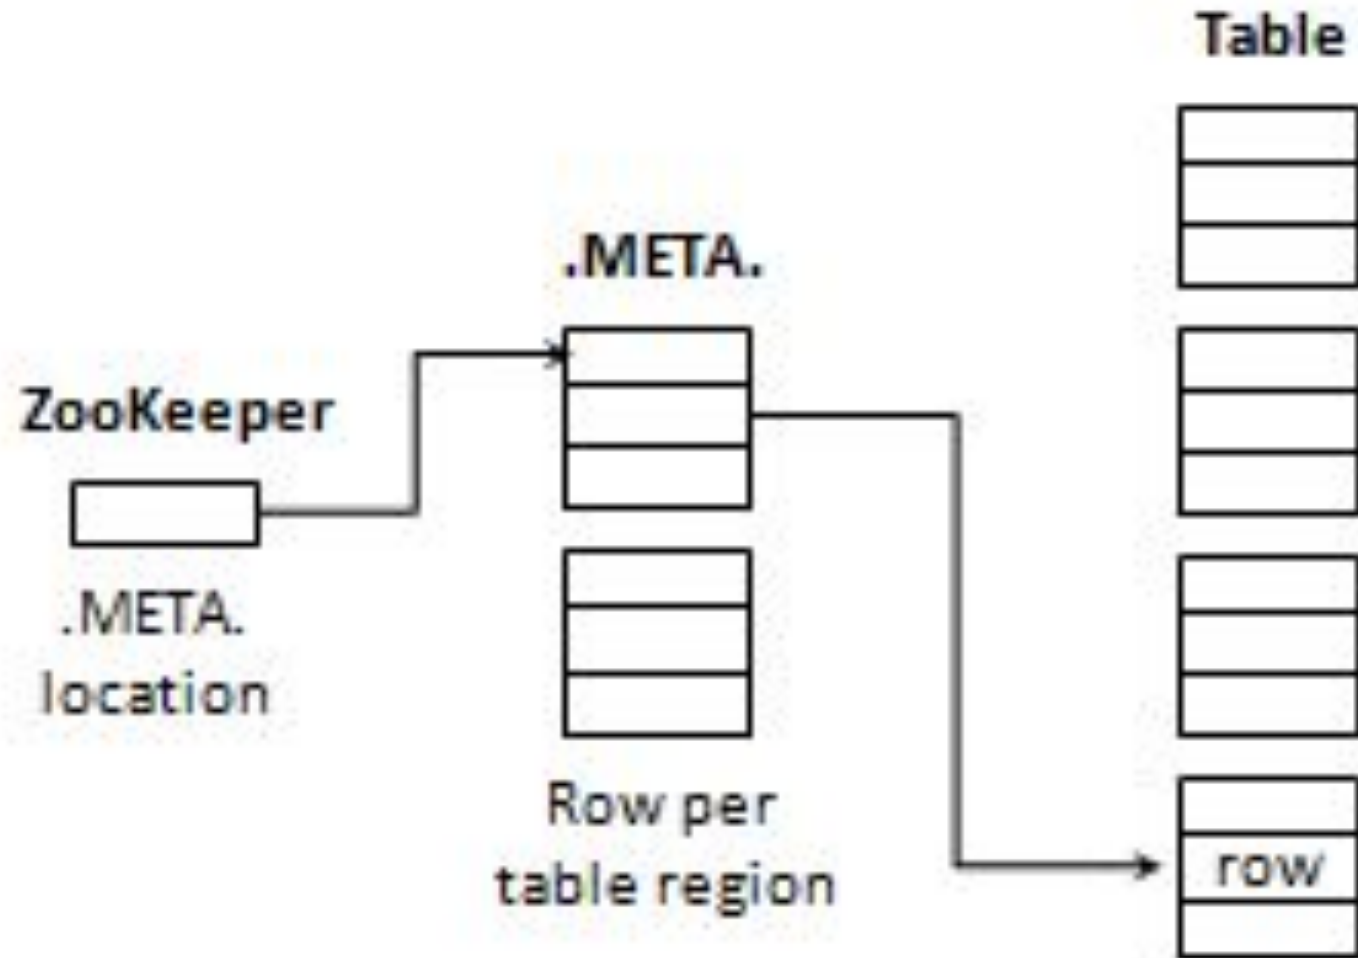 Table
.META.
ZooKeeper
.META.
location
Row per
table region
row